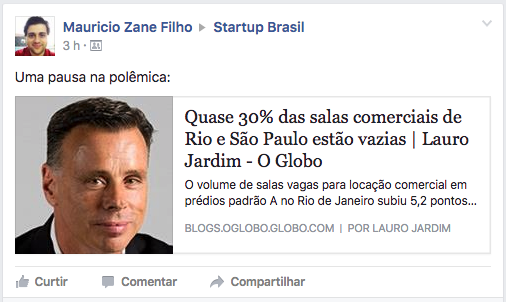 Mauricio Zane Filho ▸ Startup Brasil
3 h ·
Uma pausa na polêmica:
Quase 30% das salas comerciais de
Rio e São Paulo estão vazias | Lauro
Jardim - O Globo
O volume de salas vagas para locação comercial em
prédios padrão A no Rio de Janeiro subiu 5,2 pontos...
BLOGS.OGLOBO.GLOBO.COM | POR LAURO JARDIM
Curtir Comentar Compartilhar